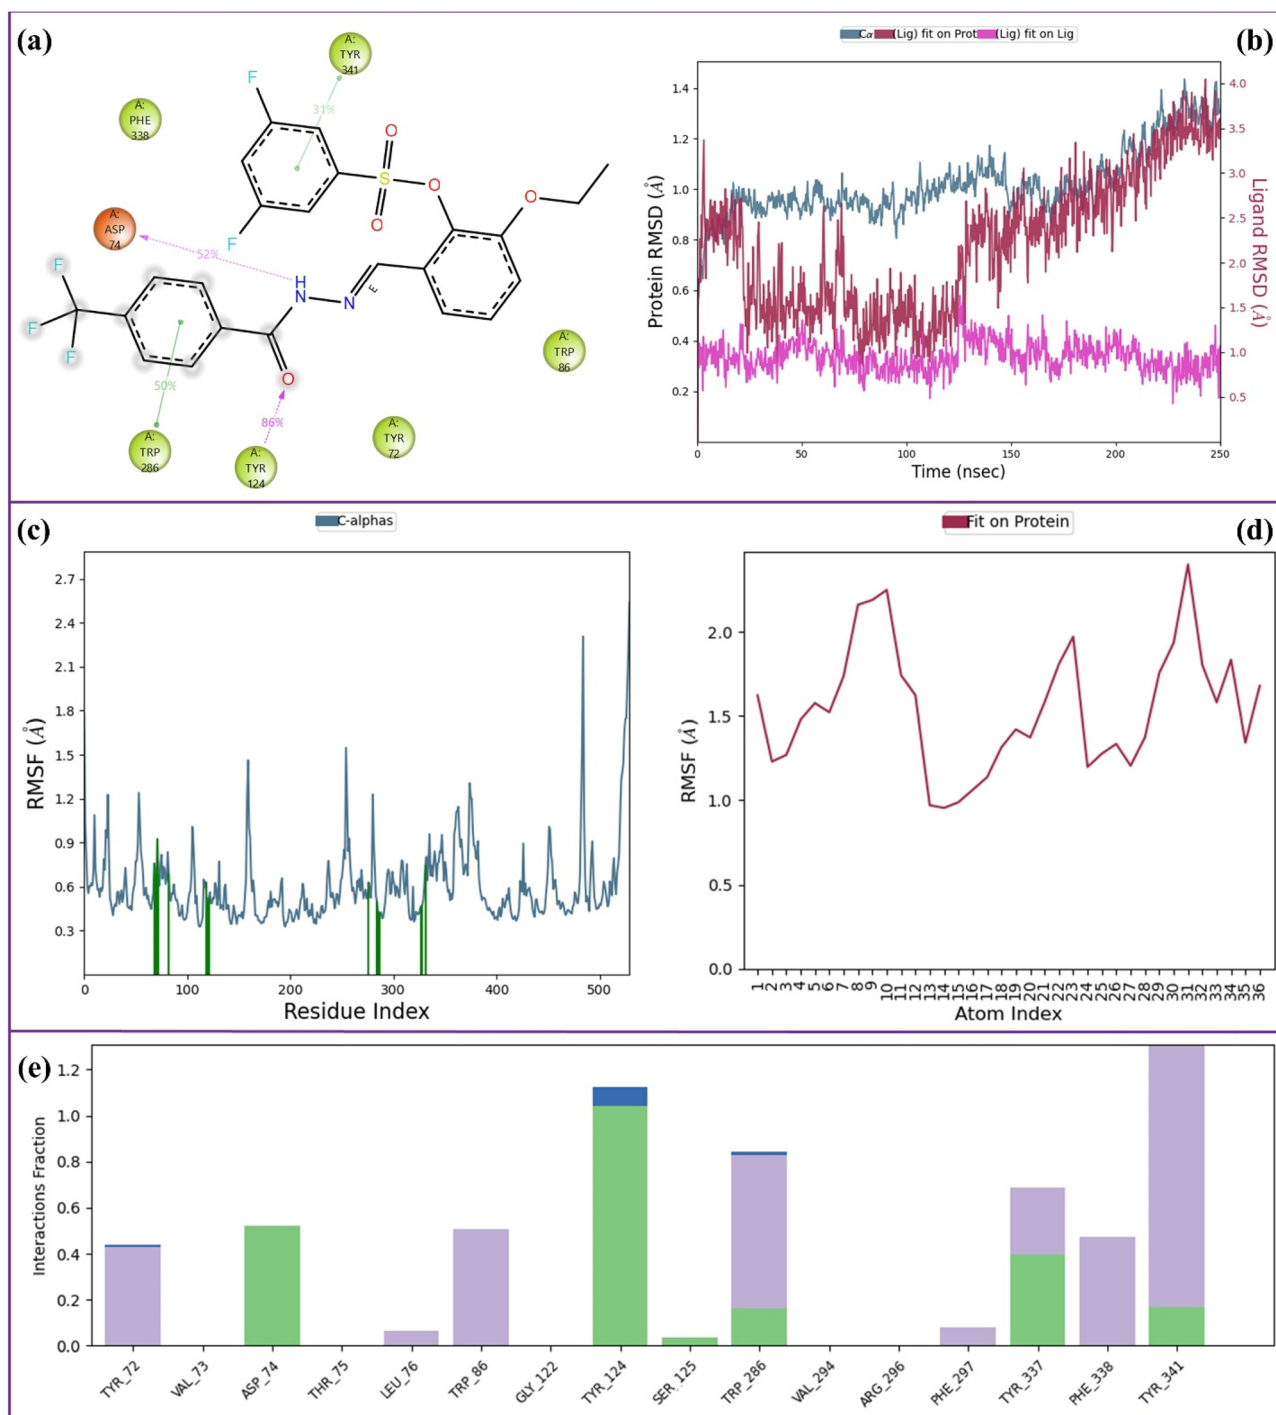 (a)
A:
TYR
341
A:
PHE
338
F
31%
O
S
O
O
O
F
A:
ASP
74
52%
H
N
N
E
F
F
F
O
50%
86%
A:
TRP
86
A:
TYR
72
A:
TRP
286
A:
TYR
124
(b)
Cα (Lig) fit on Prot (Lig) fit on Lig
Protein RMSD (Å)
1.4
1.2
1.0
0.8
0.6
0.4
0.2
4.0
3.5
3.0
2.5
2.0
1.5
1.0
0.5
Ligand RMSD (Å)
0 50 100 150 200 250
Time (nsec)
(c)
C-alphas
RMSF (Å)
2.7
2.4
2.1
1.8
1.5
1.2
0.9
0.6
0.3
0 100 200 300 400 500
Residue Index
(d)
Fit on Protein
RMSF (Å)
2.0
1.5
1.0
0.5
0.0
1 2 3 4 5 6 7 8 9 10 11 12 13 14 15 16 17 18 19 20 21 22 23 24 25 26 27 28 29 30 31 32 33 34 35 36
Atom Index
(e)
Interactions Fraction
1.2
1.0
0.8
0.6
0.4
0.2
0.0
TYR_72 VAL_73 ASP_74 THR_75 LEU_76 TRP_86 GLY_122 TYR_124 SER_125 TRP_286 VAL_294 ARG_296 PHE_297 TYR_337 PHE_338 TYR_341